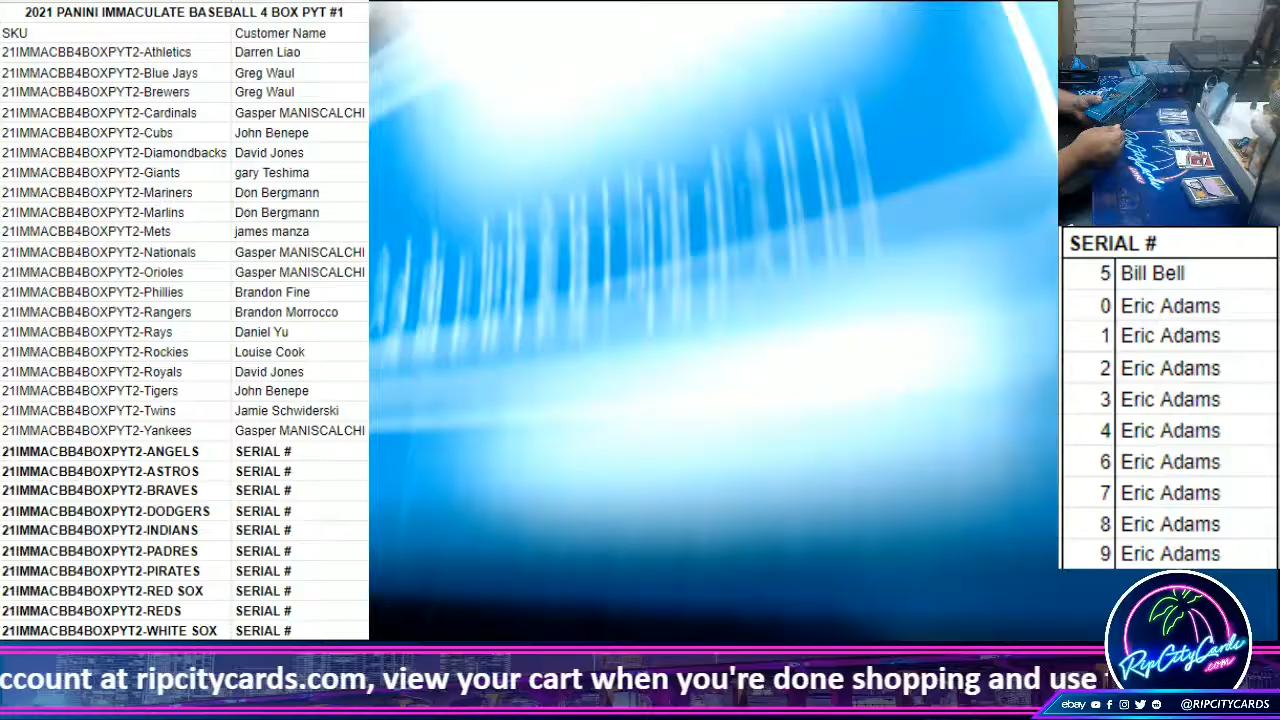 2021 PANINI IMMACULATE BASEBALL 4 BOX PYT #1
SKU Customer Name
21IMMACBB4BOXPYT2-Athletics Darren Liao
21IMMACBB4BOXPYT2-Blue Jays Greg Waul
21IMMACBB4BOXPYT2-Brewers Greg Waul
21IMMACBB4BOXPYT2-Cardinals Gasper MANISCALCHI
21IMMACBB4BOXPYT2-Cubs John Benepe
21IMMACBB4BOXPYT2-Diamondbacks David Jones
21IMMACBB4BOXPYT2-Giants gary Teshima
21IMMACBB4BOXPYT2-Mariners Don Bergmann
21IMMACBB4BOXPYT2-Marlins Don Bergmann
21IMMACBB4BOXPYT2-Mets james manza
21IMMACBB4BOXPYT2-Nationals Gasper MANISCALCHI
21IMMACBB4BOXPYT2-Orioles Gasper MANISCALCHI
21IMMACBB4BOXPYT2-Phillies Brandon Fine
21IMMACBB4BOXPYT2-Rangers Brandon Morrocco
21IMMACBB4BOXPYT2-Rays Daniel Yu
21IMMACBB4BOXPYT2-Rockies Louise Cook
21IMMACBB4BOXPYT2-Royals David Jones
21IMMACBB4BOXPYT2-Tigers John Benepe
21IMMACBB4BOXPYT2-Twins Jamie Schwiderski
21IMMACBB4BOXPYT2-Yankees Gasper MANISCALCHI
21IMMACBB4BOXPYT2-ANGELS SERIAL #
21IMMACBB4BOXPYT2-ASTROS SERIAL #
21IMMACBB4BOXPYT2-BRAVES SERIAL #
21IMMACBB4BOXPYT2-DODGERS SERIAL #
21IMMACBB4BOXPYT2-INDIANS SERIAL #
21IMMACBB4BOXPYT2-PADRES SERIAL #
21IMMACBB4BOXPYT2-PIRATES SERIAL #
21IMMACBB4BOXPYT2-RED SOX SERIAL #
21IMMACBB4BOXPYT2-REDS SERIAL #
21IMMACBB4BOXPYT2-WHITE SOX SERIAL #
RipCityCards
SERIAL #
5 Bill Bell
0 Eric Adams
1 Eric Adams
2 Eric Adams
3 Eric Adams
4 Eric Adams
6 Eric Adams
7 Eric Adams
8 Eric Adams
9 Eric Adams
RipCityCards
.com
ccount at ripcitycards.com, view your cart when you're done shopping and use
ebay @RIPCITYCARDS